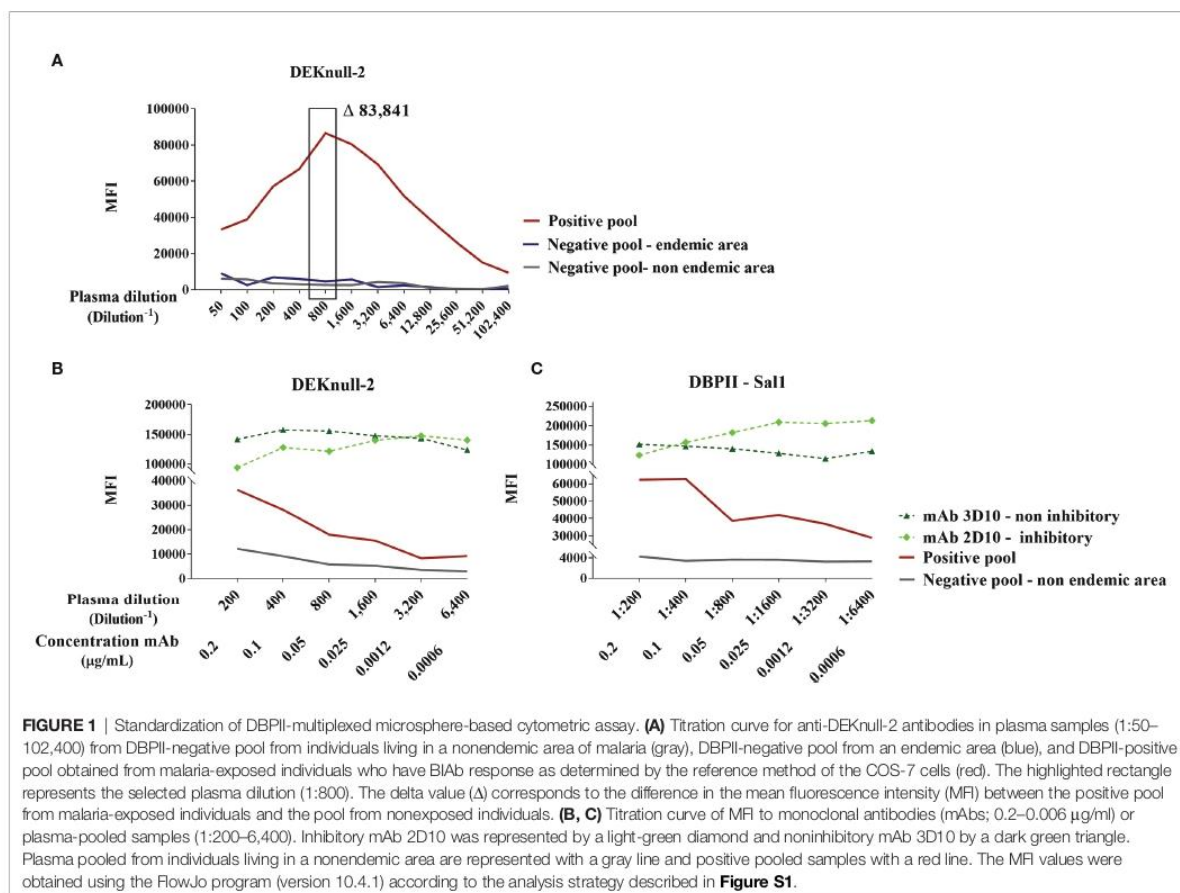 A
DEKnull-2
Δ 83,841
100000
80000
60000
40000
20000
0
MFI
Positive pool
Negative pool - endemic area
Negative pool- non endemic area
Plasma dilution
(Dilution-1)
50
100
200
400
800
1,600
3,200
6,400
12,800
25,600
51,200
102,400
B
DEKnull-2
200000
150000
100000
40000
30000
20000
10000
0
MFI
Plasma dilution
(Dilution-1)
200
400
800
1,600
3,200
6,400
Concentration mAb
(μg/mL)
0.2
0.1
0.05
0.025
0.0012
0.0006
C
DBPII - Sal1
250000
200000
150000
100000
60000
50000
40000
30000
4000
0
MFI
1:200
1:400
1:800
1:1600
1:3200
1:6400
0.2
0.1
0.05
0.025
0.0012
0.0006
mAb 3D10 - non inhibitory
mAb 2D10 - inhibitory
Positive pool
Negative pool - non endemic area
FIGURE 1 | Standardization of DBPII-multiplexed microsphere-based cytometric assay. (A) Titration curve for anti-DEKnull-2 antibodies in plasma samples (1:50–
102,400) from DBPII-negative pool from individuals living in a nonendemic area of malaria (gray), DBPII-negative pool from an endemic area (blue), and DBPII-positive
pool obtained from malaria-exposed individuals who have BIAb response as determined by the reference method of the COS-7 cells (red). The highlighted rectangle
represents the selected plasma dilution (1:800). The delta value (Δ) corresponds to the difference in the mean fluorescence intensity (MFI) between the positive pool
from malaria-exposed individuals and the pool from nonexposed individuals. (B, C) Titration curve of MFI to monoclonal antibodies (mAbs; 0.2–0.006 μg/ml) or
plasma-pooled samples (1:200–6,400). Inhibitory mAb 2D10 was represented by a light-green diamond and noninhibitory mAb 3D10 by a dark green triangle.
Plasma pooled from individuals living in a nonendemic area are represented with a gray line and positive pooled samples with a red line. The MFI values were
obtained using the FlowJo program (version 10.4.1) according to the analysis strategy described in Figure S1.